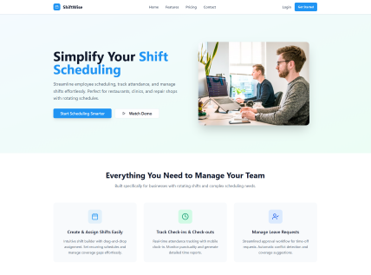 ShiftWise
Home Features Pricing Contact
Login Get Started
Simplify Your Shift
Scheduling
Streamline employee scheduling, track attendance, and manage
shifts effortlessly. Perfect for restaurants, clinics, and repair shops
with rotating schedules.
Start Scheduling Smarter
Watch Demo
Everything You Need to Manage Your Team
Built specifically for businesses with rotating shifts and complex scheduling needs.
Create & Assign Shifts Easily
Intuitive shift builder with drag-and-drop
assignment. Set recurring schedules and
manage coverage gaps effortlessly.
Track Check-ins & Check-outs
Real-time attendance tracking with mobile
clock-in. Monitor punctuality and generate
detailed time reports.
Manage Leave Requests
Streamlined approval workflow for time-off
requests. Automatic conflict detection and
coverage suggestions.